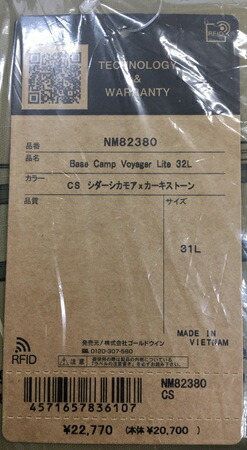 RFID
TECHNOLOGY
&
WARRANTY
品番 NM82380
品名 Base Camp Voyager Lite 32L
カラー CS シダーシカモア×カーキストーン
品質 サイズ
31L
MADE IN
VIETNAM
発売元/株式会社ゴールドウイン
0120-307-560
RFID
注意
NM82380
CS
4571657836107
¥22,770 (本体 ¥20,700)